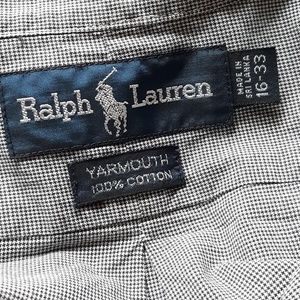 Ralph Lauren
MADE IN
SRI LANKA
16-33
YARMOUTH
100% COTTON